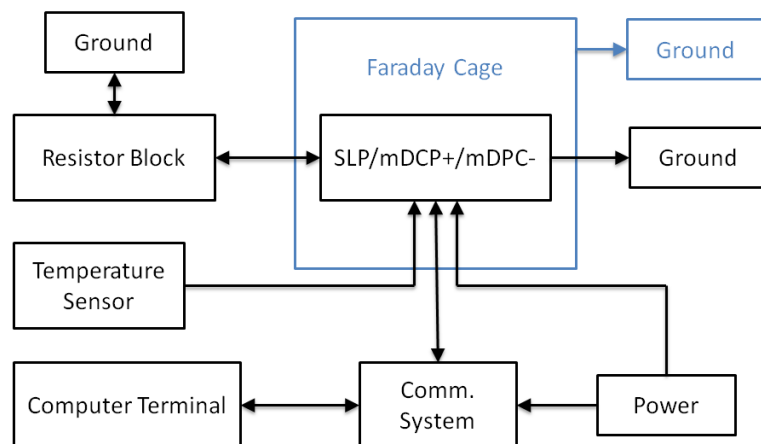 Ground
Faraday Cage
Ground
Resistor Block
SLP/mDCP+/mDPC-
Ground
Temperature
Sensor
Computer Terminal
Comm.
System
Power